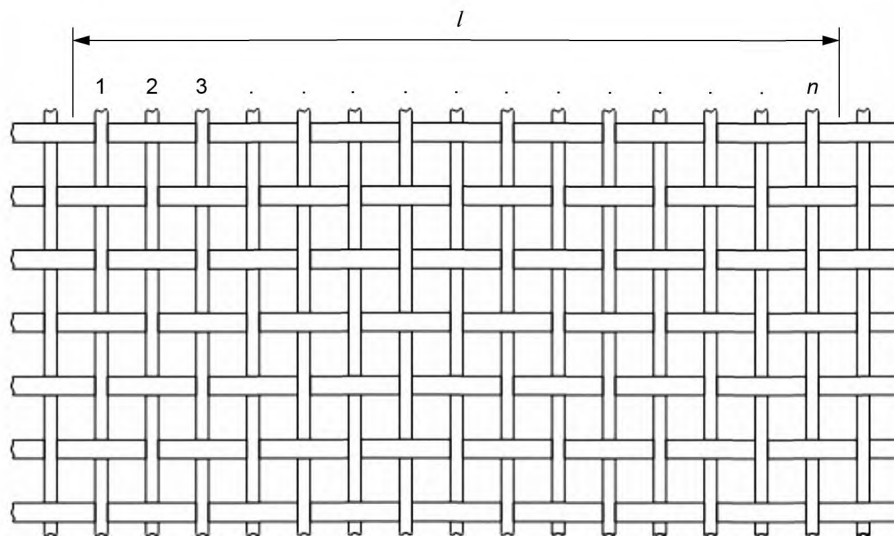 l
1 2 3 . . . . . . . . . . . n